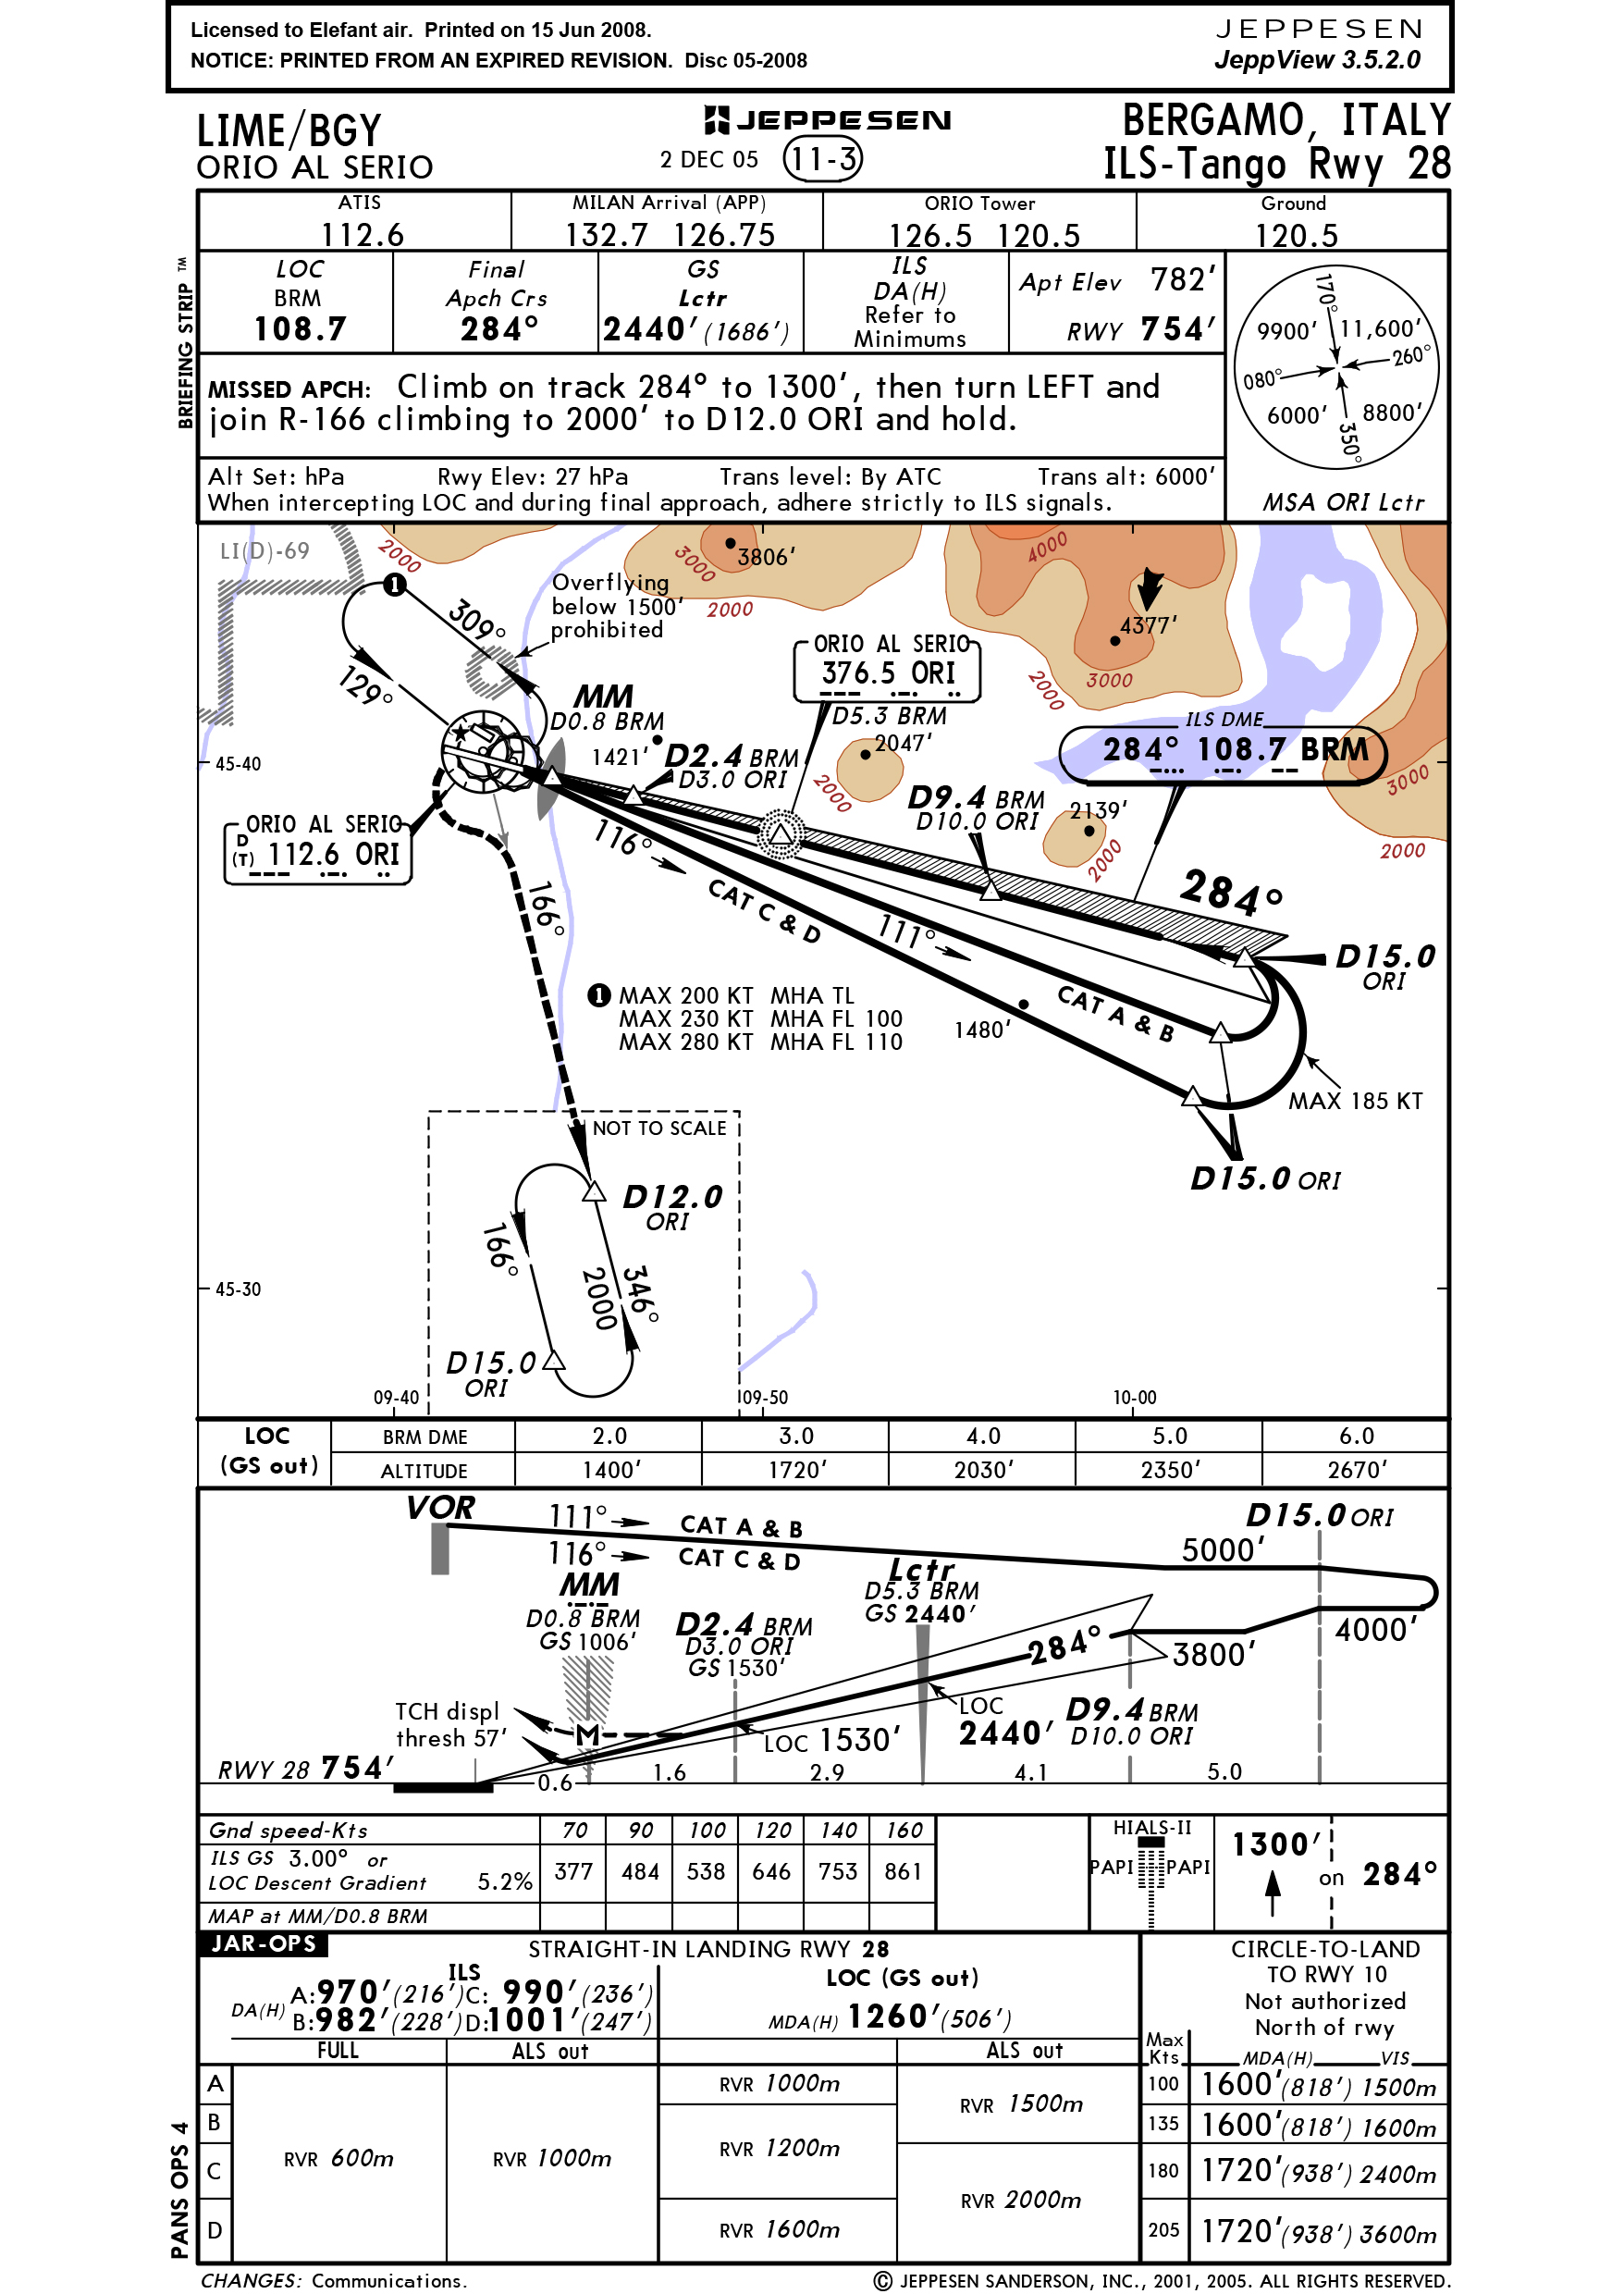 Licensed to Elefant air. Printed on 15 Jun 2008.
NOTICE: PRINTED FROM AN EXPIRED REVISION. Disc 05-2008
JEPPESEN
JeppView 3.5.2.0
LIME/BGY
ORIO AL SERIO
JEPPESEN
2 DEC 05 11-3
BERGAMO, ITALY
ILS-Tango Rwy 28
BRIEFING STRIP TM
ATIS
112.6
MILAN Arrival (APP)
132.7 126.75
ORIO Tower
126.5 120.5
Ground
120.5
LOC
BRM
108.7
Final
Apch Crs
284°
GS
Lctr
2440' (1686')
ILS
DA(H)
Refer to
Minimums
Apt Elev 782'
RWY 754'
MISSED APCH: Climb on track 284° to 1300', then turn LEFT and
join R-166 climbing to 2000' to D12.0 ORI and hold.
Alt Set: hPa Rwy Elev: 27 hPa Trans level: By ATC Trans alt: 6000'
When intercepting LOC and during final approach, adhere strictly to ILS signals.
170°
9900' 11,600'
260°
080°
6000' 8800'
350°
MSA ORI Lctr
LI(D)-69
2000
3000
3806'
2000
4000
4377'
3000
2000
1
309°
129°
Overflying
below 1500'
prohibited
MM
D0.8 BRM
1421'
D2.4 BRM
D3.0 ORI
ORIO AL SERIO
376.5 ORI
D5.3 BRM
2047'
2000
ILS DME
284° 108.7 BRM
3000
2000
45-40
D9.4 BRM
D10.0 ORI
2139'
2000
ORIO AL SERIO
D
(T) 112.6 ORI
116°
CAT C & D
111°
CAT A & B
284°
D15.0
ORI
166°
1 MAX 200 KT MHA TL
MAX 230 KT MHA FL 100
MAX 280 KT MHA FL 110
1480'
MAX 185 KT
D15.0 ORI
NOT TO SCALE
D12.0
ORI
166°
346°
2000
D15.0
ORI
45-30
09-40
09-50
10-00
LOC
(GS out)
BRM DME 2.0 3.0 4.0 5.0 6.0
ALTITUDE 1400' 1720' 2030' 2350' 2670'
VOR
111° CAT A & B
116° CAT C & D
D15.0 ORI
5000'
4000'
3800'
MM
D0.8 BRM
GS 1006'
D2.4 BRM
D3.0 ORI
GS 1530'
Lctr
D5.3 BRM
GS 2440'
284°
TCH displ
thresh 57'
M
LOC 1530'
LOC
2440'
D9.4 BRM
D10.0 ORI
RWY 28 754'
0.6 1.6 2.9 4.1 5.0
Gnd speed-Kts 70 90 100 120 140 160
ILS GS 3.00° or
LOC Descent Gradient 5.2% 377 484 538 646 753 861
MAP at MM/D0.8 BRM
HIALS-II
PAPI PAPI
1300'
on 284°
JAR-OPS
STRAIGHT-IN LANDING RWY 28
ILS
DA(H) A: 970' (216') C: 990' (236')
B: 982' (228') D: 1001' (247')
LOC (GS out)
MDA(H) 1260' (506')
FULL
ALS out
ALS out
A
B
C
D
RVR 600m
RVR 1000m
RVR 1000m
RVR 1200m
RVR 1600m
RVR 1500m
RVR 2000m
CIRCLE-TO-LAND
TO RWY 10
Not authorized
North of rwy
Max
Kts MDA(H) VIS
100 1600' (818') 1500m
135 1600' (818') 1600m
180 1720' (938') 2400m
205 1720' (938') 3600m
PANS OPS 4
CHANGES: Communications.
© JEPPESEN SANDERSON, INC., 2001, 2005. ALL RIGHTS RESERVED.